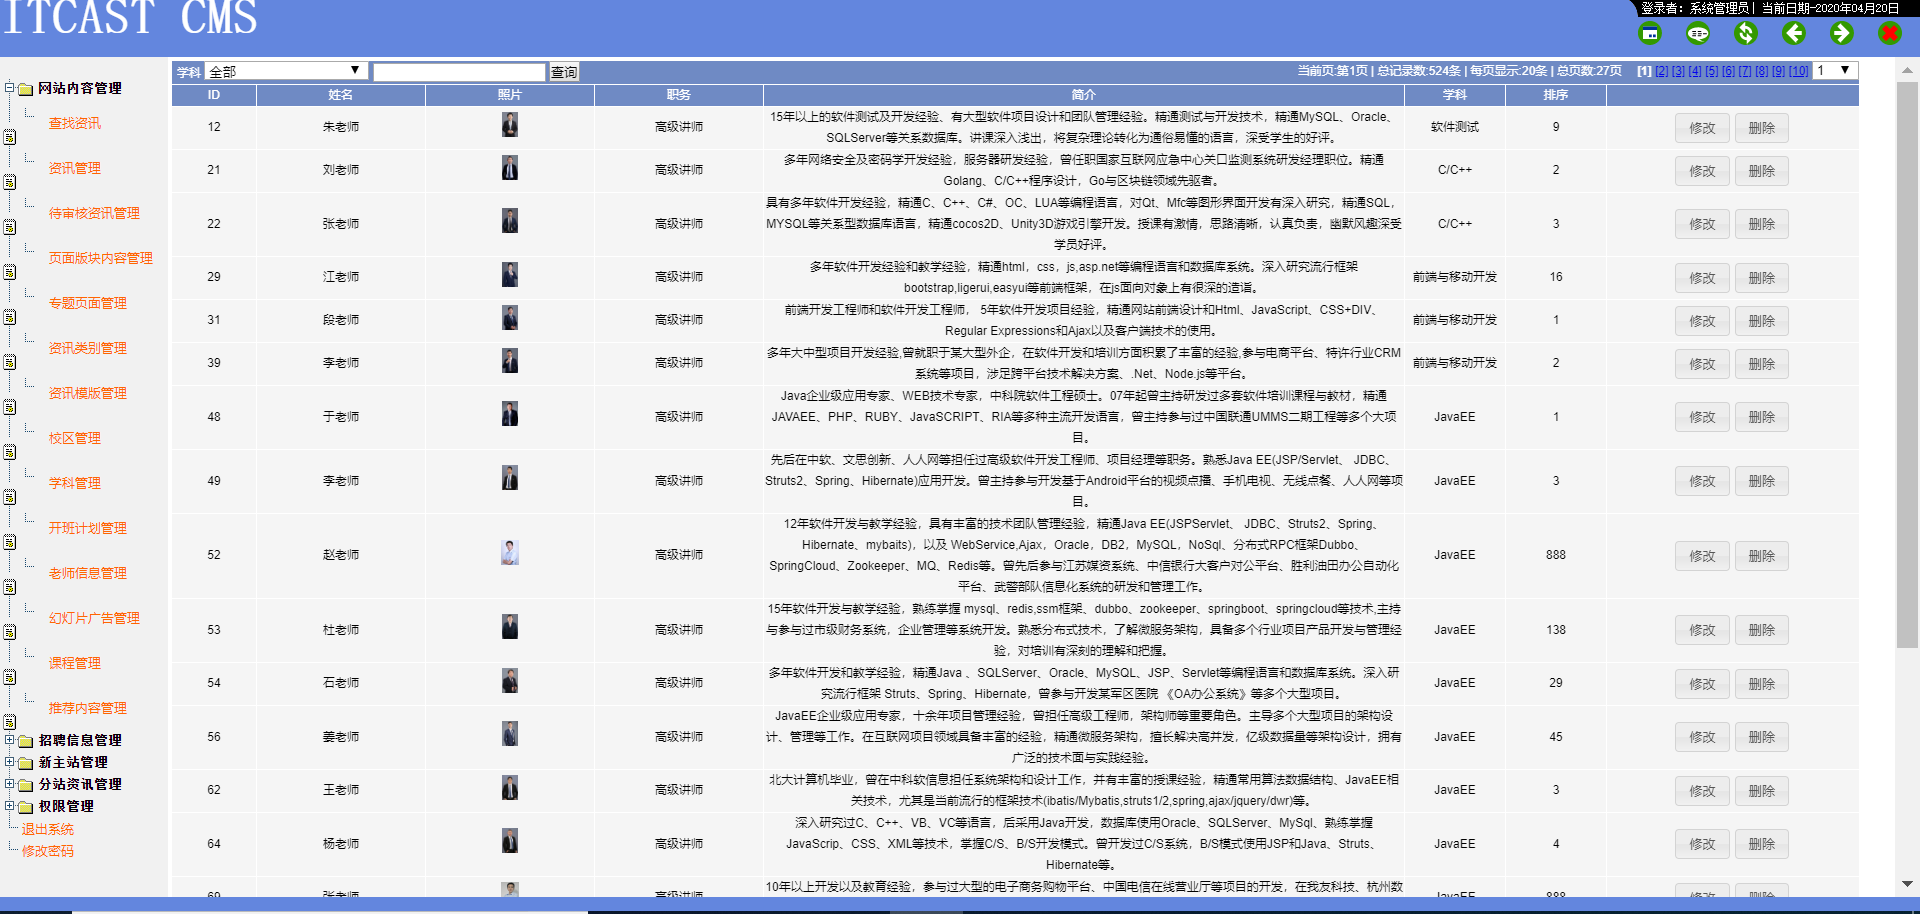 ITCAST CMS
登录者：系统管理员| 当前日期-2020年04月20日
网站内容管理
查找资讯
资讯管理
待审核资讯管理
页面版块内容管理
专题页面管理
资讯类别管理
资讯模版管理
校区管理
学科管理
开班计划管理
老师信息管理
幻灯片广告管理
课程管理
推荐内容管理
招聘信息管理
新主站管理
分站资讯管理
权限管理
退出系统
修改密码
学科 全部 查询 当前页:第1页 | 总记录数:524条 | 每页显示:20条 | 总页数:27页 [1] [2] [3] [4] [5] [6] [7] [8] [9] [10] 1
ID 姓名 照片 职务 简介 学科 排序
15年以上的软件测试及开发经验、有大型软件项目设计和团队管理经验。精通测试与开发技术，精通MySQL、Oracle、
12 朱老师 高级讲师 软件测试 9 修改 删除
SQLServer等关系数据库。讲课深入浅出，将复杂理论转化为通俗易懂的语言，深受学生的好评。
多年网络安全及密码学开发经验，服务器研发经验，曾任职国家互联网应急中心关口监测系统研发经理职位。精通
21 刘老师 高级讲师 C/C++ 2 修改 删除
Golang、C/C++程序设计，Go与区块链领域先驱者。
具有多年软件开发经验，精通C、C++、C#、OC、LUA等编程语言，对Qt、Mfc等图形界面开发有深入研究，精通SQL，
22 张老师 高级讲师 MYSQL等关系型数据库语言，精通cocos2D、Unity3D游戏引擎开发。授课有激情，思路清晰，认真负责，幽默风趣深受 C/C++ 3 修改 删除
学员好评。
多年软件开发经验和教学经验，精通html，css，js,asp.net等编程语言和数据库系统。深入研究流行框架
29 江老师 高级讲师 前端与移动开发 16 修改 删除
bootstrap,ligerui,easyui等前端框架，在js面向对象上有很深的造诣。
前端开发工程师和软件开发工程师， 5年软件开发项目经验，精通网站前端设计和Html、JavaScript、CSS+DIV、
31 段老师 高级讲师 前端与移动开发 1 修改 删除
Regular Expressions和Ajax以及客户端技术的使用。
多年大中型项目开发经验,曾就职于某大型外企，在软件开发和培训方面积累了丰富的经验,参与电商平台、特许行业CRM
39 李老师 高级讲师 前端与移动开发 2 修改 删除
系统等项目，涉足跨平台技术解决方案、.Net、Node.js等平台。
Java企业级应用专家、WEB技术专家，中科院软件工程硕士。07年起曾主持研发过多套软件培训课程与教材，精通
48 于老师 高级讲师 JAVAEE、PHP、RUBY、JavaSCRIPT、RIA等多种主流开发语言，曾主持参与过中国联通UMMS二期工程等多个大项 JavaEE 1 修改 删除
目。
先后在中软、文思创新、人人网等担任过高级软件开发工程师、项目经理等职务。熟悉Java EE(JSP/Servlet、 JDBC、
49 李老师 高级讲师 Struts2、Spring、Hibernate)应用开发。曾主持参与开发基于Android平台的视频点播、手机电视、无线点餐、人人网等项 JavaEE 3 修改 删除
目。
12年软件开发与教学经验，具有丰富的技术团队管理经验，精通Java EE(JSPServlet、 JDBC、Struts2、Spring、
Hibernate、mybaits)，以及 WebService,Ajax，Oracle，DB2，MySQL，NoSql、分布式RPC框架Dubbo、
52 赵老师 高级讲师 JavaEE 888 修改 删除
SpringCloud、Zookeeper、MQ、Redis等。曾先后参与江苏媒资系统、中信银行大客户对公平台、胜利油田办公自动化
平台、武警部队信息化系统的研发和管理工作。
15年软件开发与教学经验，熟练掌握 mysql、redis,ssm框架、dubbo、zookeeper、springboot、springcloud等技术,主持
53 杜老师 高级讲师 与参与过市级财务系统，企业管理等系统开发。熟悉分布式技术，了解微服务架构，具备多个行业项目产品开发与管理经 JavaEE 138 修改 删除
验，对培训有深刻的理解和把握。
多年软件开发和教学经验，精通Java 、SQLServer、Oracle、MySQL、JSP、Servlet等编程语言和数据库系统。深入研
54 石老师 高级讲师 JavaEE 29 修改 删除
究流行框架 Struts、Spring、Hibernate，曾参与开发某军区医院 《OA办公系统》等多个大型项目。
JavaEE企业级应用专家，十余年项目管理经验，曾担任高级工程师，架构师等重要角色。主导多个大型项目的架构设
56 姜老师 高级讲师 计、管理等工作。在互联网项目领域具备丰富的经验，精通微服务架构，擅长解决高并发，亿级数据量等架构设计，拥有 JavaEE 45 修改 删除
广泛的技术面与实践经验。
北大计算机毕业，曾在中科软信息担任系统架构和设计工作，并有丰富的授课经验，精通常用算法数据结构、JavaEE相
62 王老师 高级讲师 JavaEE 3 修改 删除
关技术，尤其是当前流行的框架技术(ibatis/Mybatis,struts1/2,spring,ajax/jquery/dwr)等。
深入研究过C、C++、VB、VC等语言，后采用Java开发，数据库使用Oracle、SQLServer、MySql、熟练掌握
64 杨老师 高级讲师 JavaScrip、CSS、XML等技术，掌握C/S、B/S开发模式。曾开发过C/S系统，B/S模式使用JSP和Java、Struts、 JavaEE 4 修改 删除
Hibernate等。
10年以上开发以及教育经验，参与过大型的电子商务购物平台、中国电信在线营业厅等项目的开发，在我友科技、杭州数
69 张老师 高级讲师 JavaEE 888 修改 删除